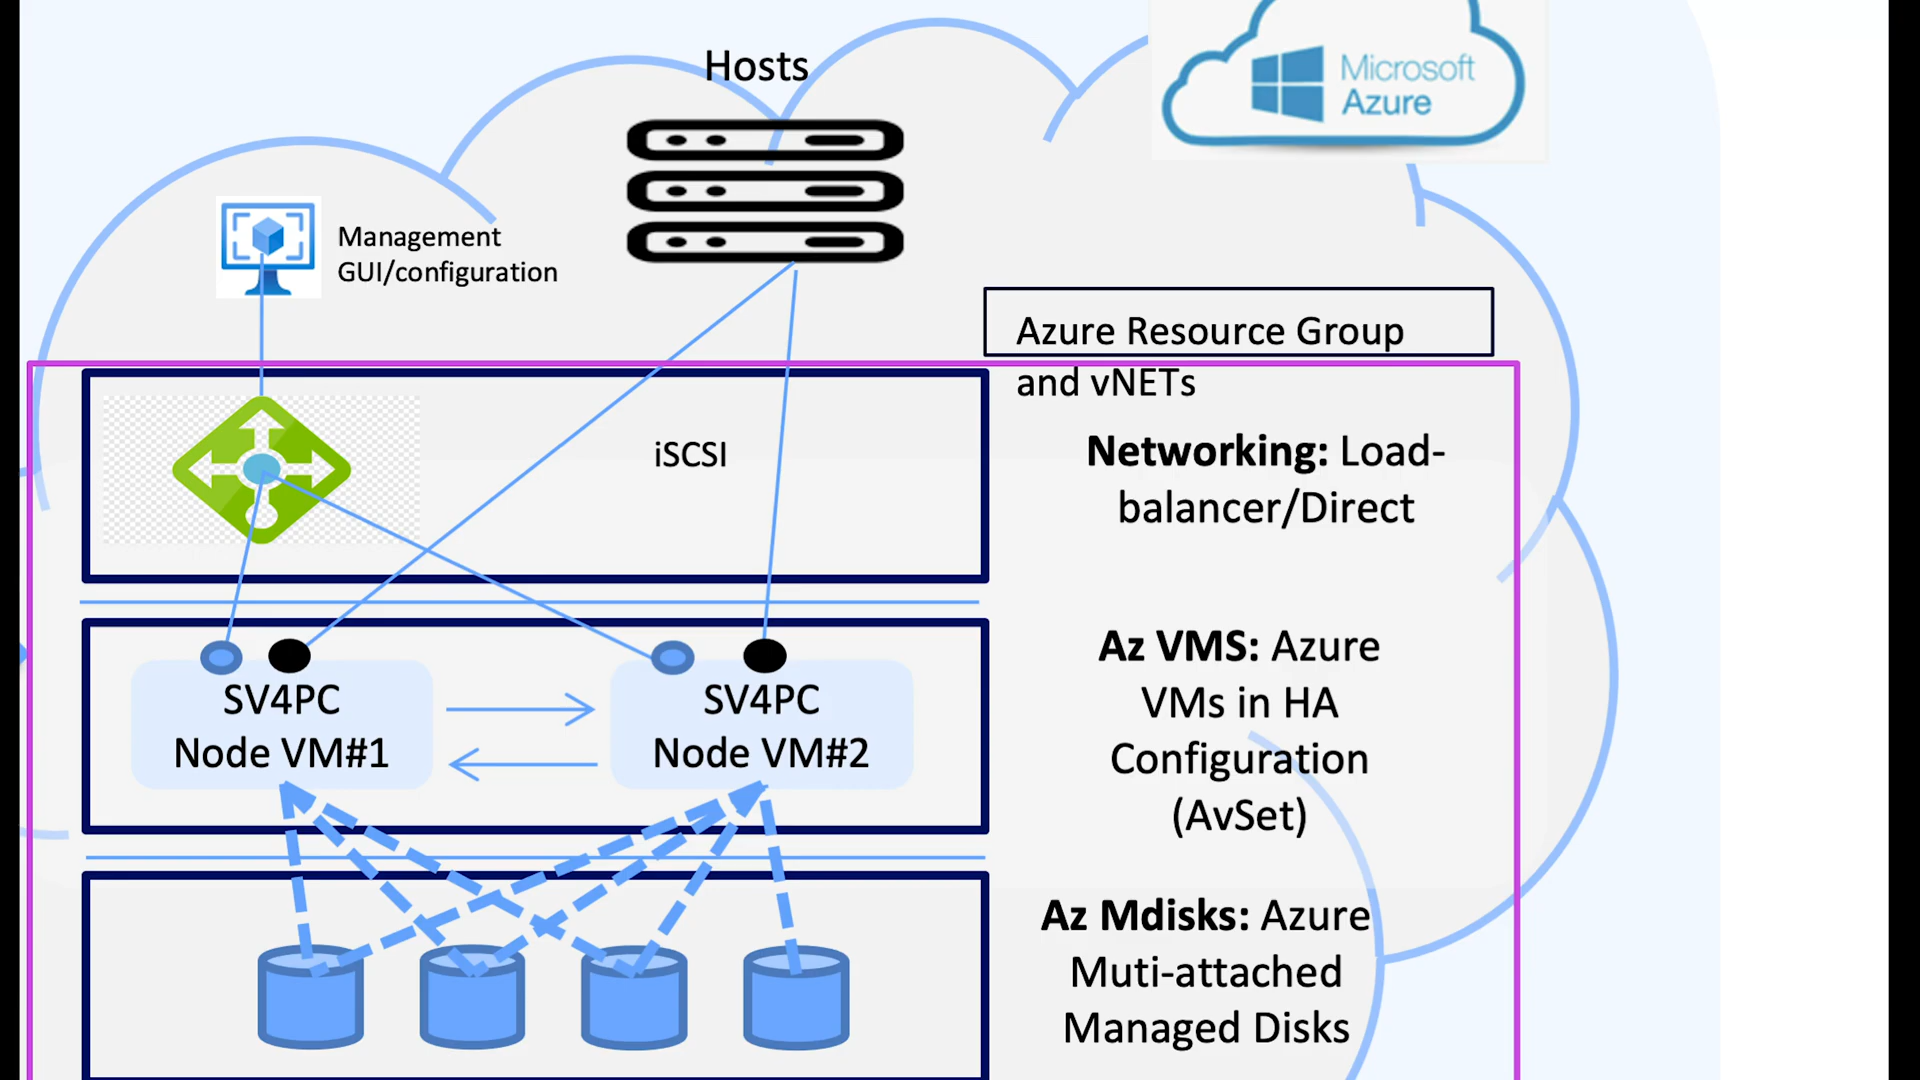 Hosts
Microsoft
Azure
Management
GUI/configuration
Azure Resource Group
and vNETs
iSCSI
Networking: Load-
balancer/Direct
SV4PC
Node VM#1
SV4PC
Node VM#2
Az VMS: Azure
VMs in HA
Configuration
(AvSet)
Az Mdisks: Azure
Muti-attached
Managed Disks